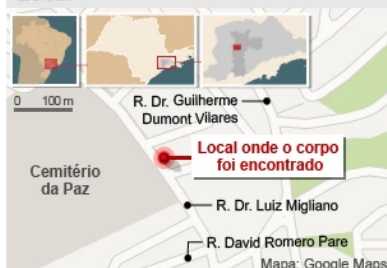 0 100 m
R. Dr. Guilherme
Dumont Vilares
Local onde o corpo
foi encontrado
Cemitério
da Paz
R. Dr. Luiz Migliano
R. David Romero Pare
Mapa: Google Maps